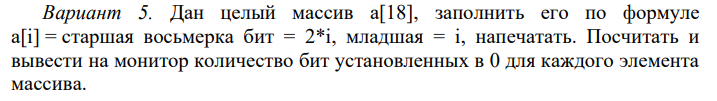 Вариант 5. Дан целый массив a[18], заполнить его по формуле
a[i] = старшая восьмерка бит = 2*i, младшая = i, напечатать. Посчитать и
вывести на монитор количество бит установленных в 0 для каждого элемента
массива.